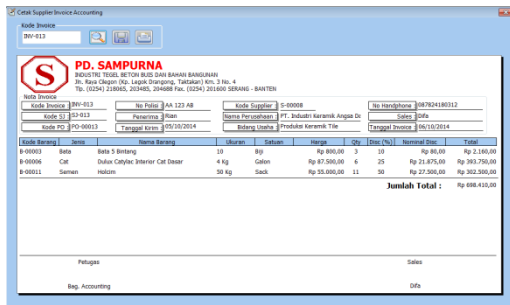 Cetak Supplier Invoice Accounting
Kode Invoice
INV-013
S
PD. SAMPURNA
INDUSTRI TEGEL BETON BUIS DAN BAHAN BANGUNAN
Jln. Raya Cilegon (Kp. Legok Drangong, Taktakan) Km. 3 No. 4
Tlp. (0254) 218065, 203485, 204688 Fax. (0254) 201600 SERANG - BANTEN
Nota Invoice
Kode Invoice : INV-013 No Polisi : AA 123 AB Kode Supplier : S-00008 No Handphone : 087824180312
Kode SJ : SJ-013 Penerima : Rian Nama Perusahaan : PT. Industri Keramik Angsa Da Sales : Difa
Kode PO : PO-00013 Tanggal Kirim : 05/10/2014 Bidang Usaha : Produksi Keramik Tile Tanggal Invoice : 06/10/2014
Kode Barang Jenis Nama Barang Ukuran Satuan Harga Qty Disc (%) Nominal Disc Total
B-00003 Bata Bata 5 Bintang 10 Biji Rp 800,00 3 10 Rp 80,00 Rp 2.160,00
B-00006 Cat Dulux Catylac Interior Cat Dasar 4 Kg Galon Rp 87.500,00 6 25 Rp 21.875,00 Rp 393.750,00
B-00011 Semen Holcim 50 Kg Sack Rp 55.000,00 11 50 Rp 27.500,00 Rp 302.500,00
Jumlah Total : Rp 698.410,00
Petugas Sales
Bag. Accounting Difa